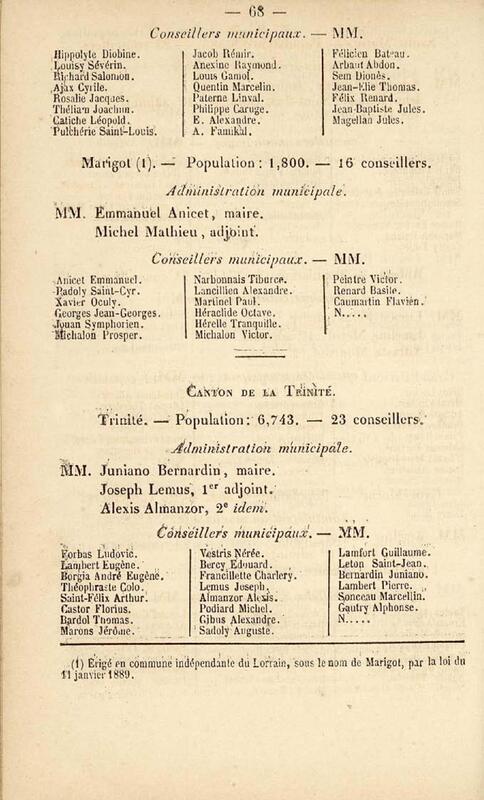 — 68 —
Conseillers municipaux. — MM.
Hippolyte Diobine.
Louisy Sévérin.
Richard Salomon.
Ajax Cyrile.
Rosalie Jacques.
Thélian Joachim.
Catiche Léopold.
Pulchérie Saint-Louis.
Jacob Rémir.
Anexine Raymond.
Louis Gamol.
Quentin Marcelin.
Paterne Linval.
Philippe Caruge.
E. Alexandre.
A. Famikal.
Félicien Bateau.
Arbaut Abdon.
Sem Dionès.
Jean-Elie Thomas.
Félix Renard.
Jean-Baptiste Jules.
Magellan Jules.
Marigot (1). — Population : 1,800. — 16 conseillers.
Administration municipale.
MM. Emmanuel Anicet, maire.
Michel Mathieu, adjoint.
Conseillers municipaux. — MM.
Anicet Emmanuel.
Padoly Saint-Cyr.
Xavier Oculy.
Georges Jean-Georges.
Jouan Symphorien.
Michalon Prosper.
Narbonnais Tiburce.
Lancillien Alexandre.
Martinel Paul.
Héraclide Octave.
Hérelle Tranquille.
Michalon Victor.
Peintre Victor.
Renard Basile.
Caumartin Flavien.
N.....
CANTON DE LA TRINITÉ.
Trinité. — Population : 6,743. — 23 conseillers.
Administration municipale.
MM. Juniano Bernardin, maire.
Joseph Lemus, 1er adjoint.
Alexis Almanzor, 2e idem.
Conseillers municipaux. — MM.
Forbas Ludovic.
Lambert Eugène.
Borgia André Eugène.
Théophraste Colo.
Saint-Félix Arthur.
Castor Florius.
Bardol Thomas.
Marons Jérôme.
Vestris Nérée.
Bercy Edouard.
Francillette Charlery.
Lemus Joseph.
Almanzor Alexis.
Podiard Michel.
Gibus Alexandre.
Sadoly Auguste.
Lamfort Guillaume.
Leton Saint-Jean.
Bernardin Juniano.
Lambert Pierre.
Sonceau Marcellin.
Gautry Alphonse.
N.....
(1) Érigé en commune indépendante du Lorrain, sous le nom de Marigot, par la loi du
11 janvier 1889.